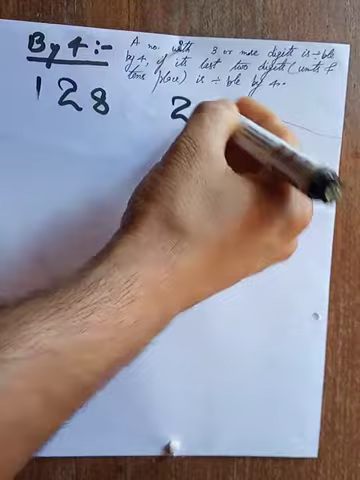 By 4 :- A no. with 3 or more digits is ÷ble
by 4, if its last two digits (units &
tens place) is ÷ble by 4..
128 2